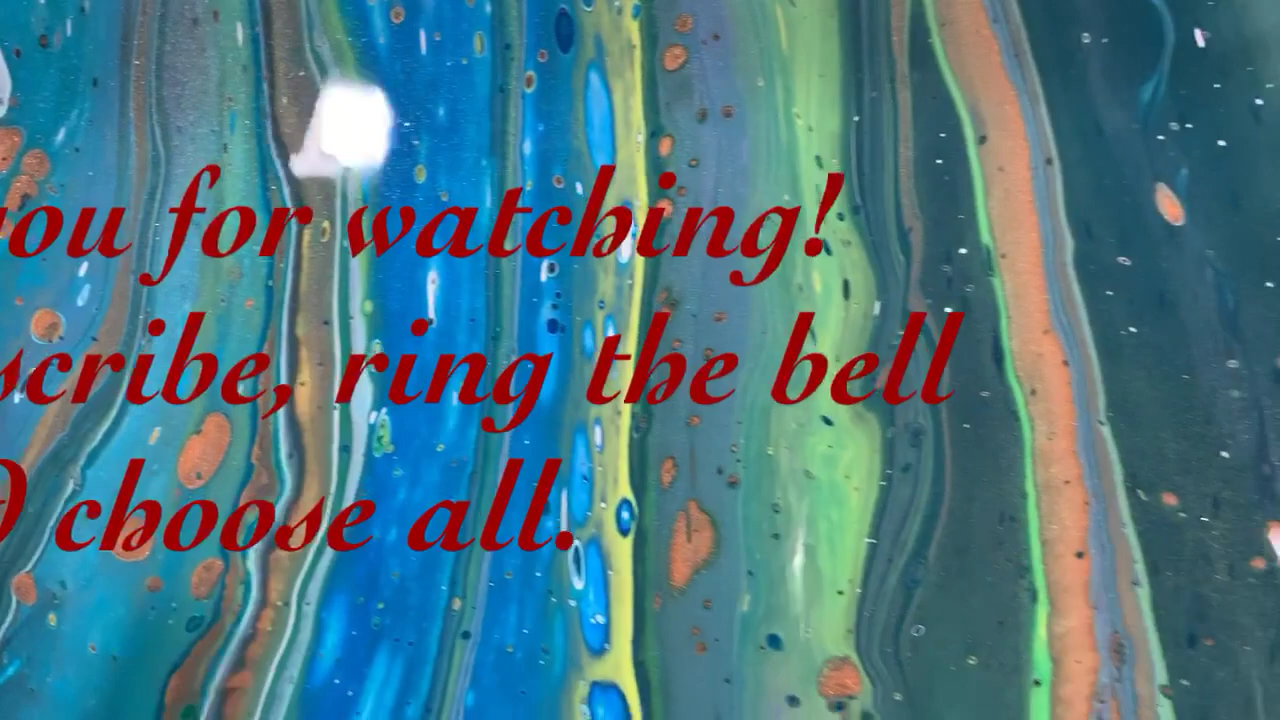 ou for watching!
scribe, ring the bell
choose all.